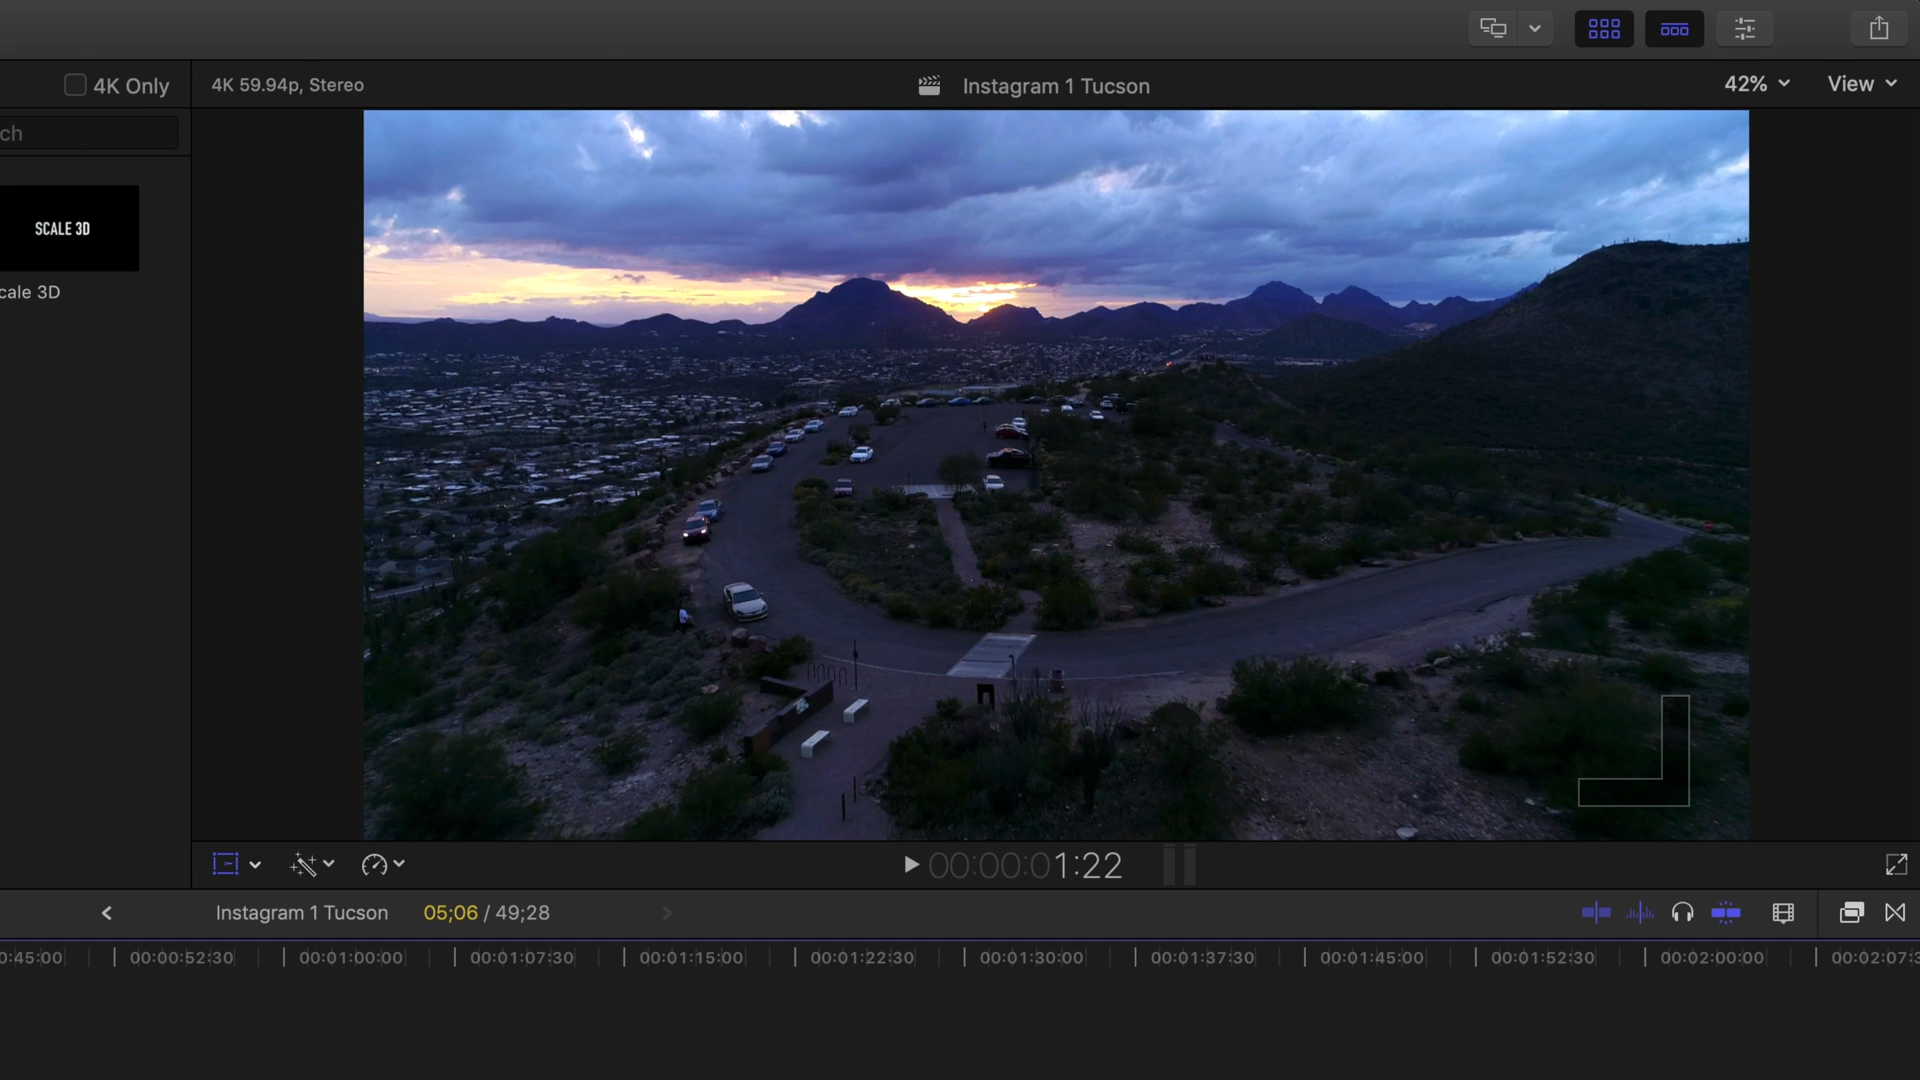 4K Only
4K 59.94p, Stereo
Instagram 1 Tucson
42%
View
ch
SCALE 3D
cale 3D
00:00:01:22
Instagram 1 Tucson
05;06 / 49;28
0:45:00
00:00:52:30
00:01:00:00
00:01:07:30
00:01:15:00
00:01:22:30
00:01:30:00
00:01:37:30
00:01:45:00
00:01:52:30
00:02:00:00
00:02:07:3